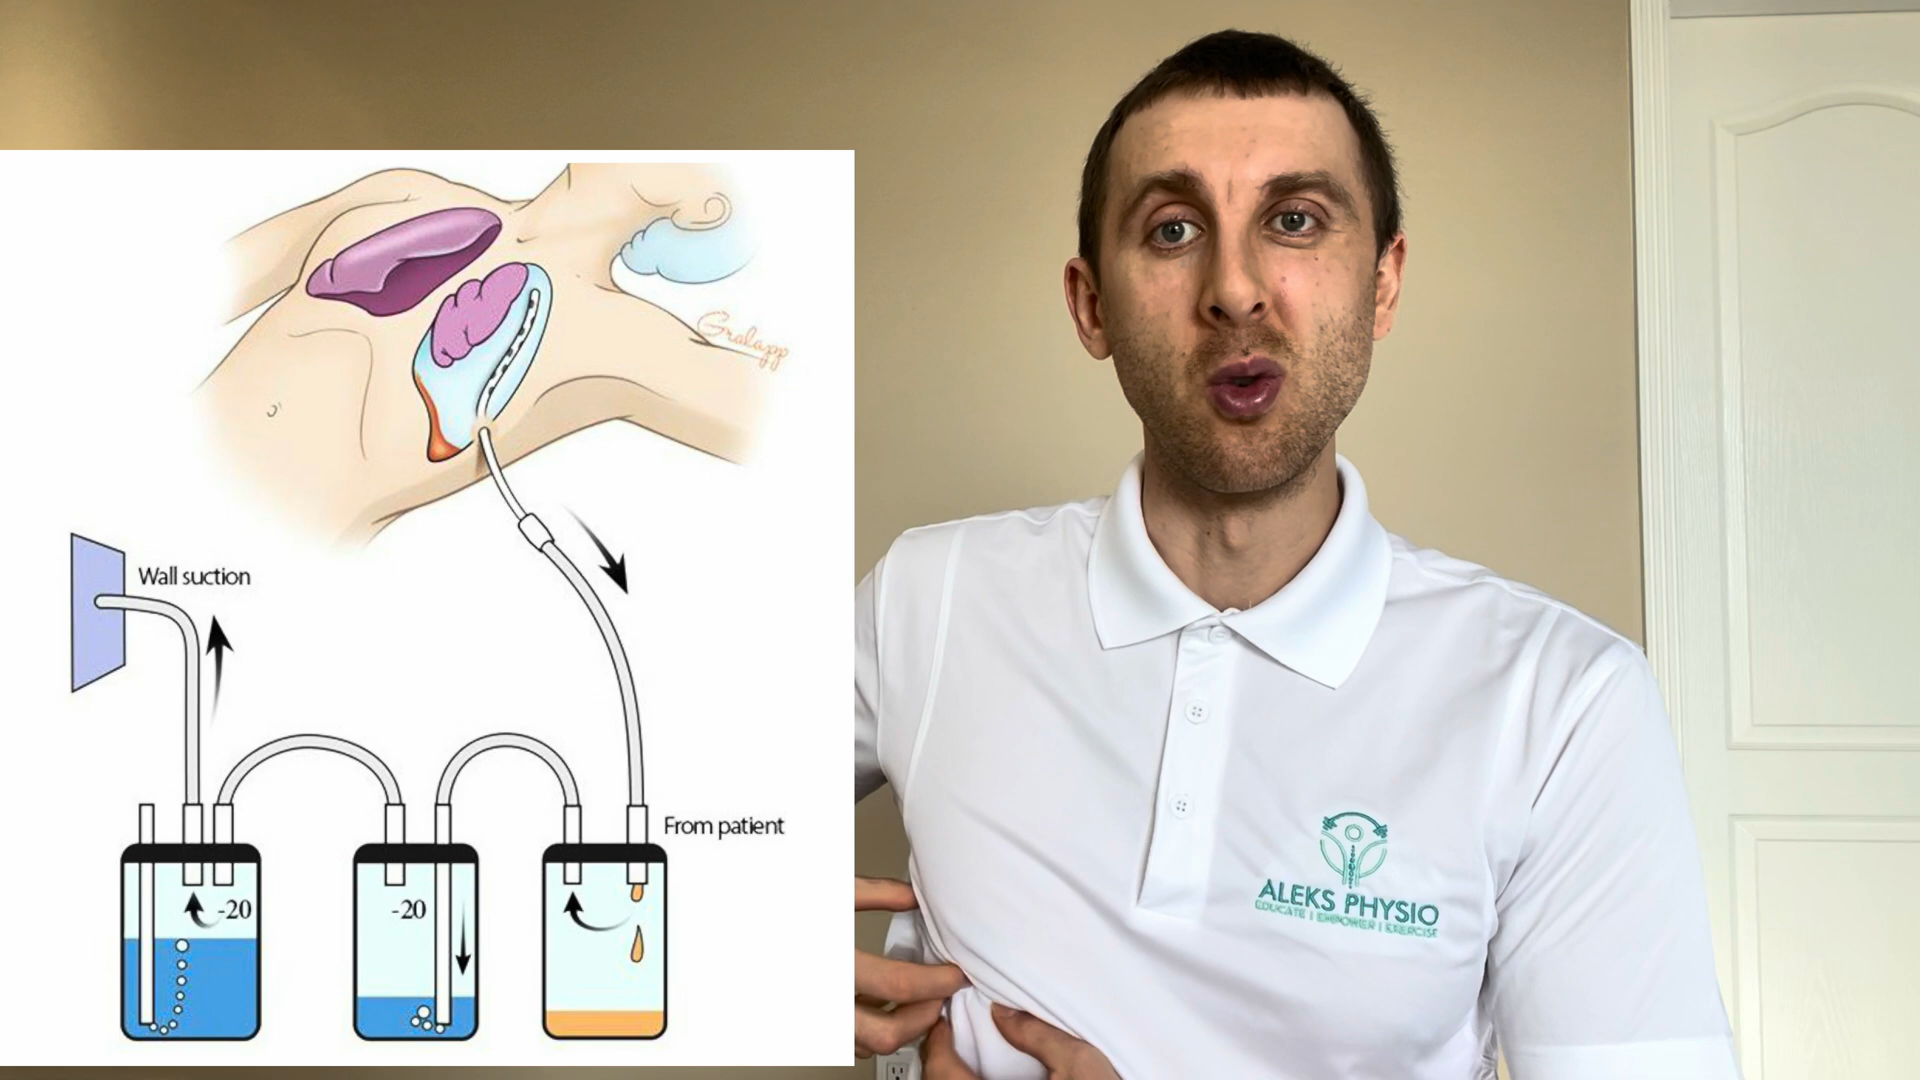 Gralapp
Wall suction
From patient
-20
-20
ALEKS PHYSIO
EDUCATE | EMPOWER | EXERCISE